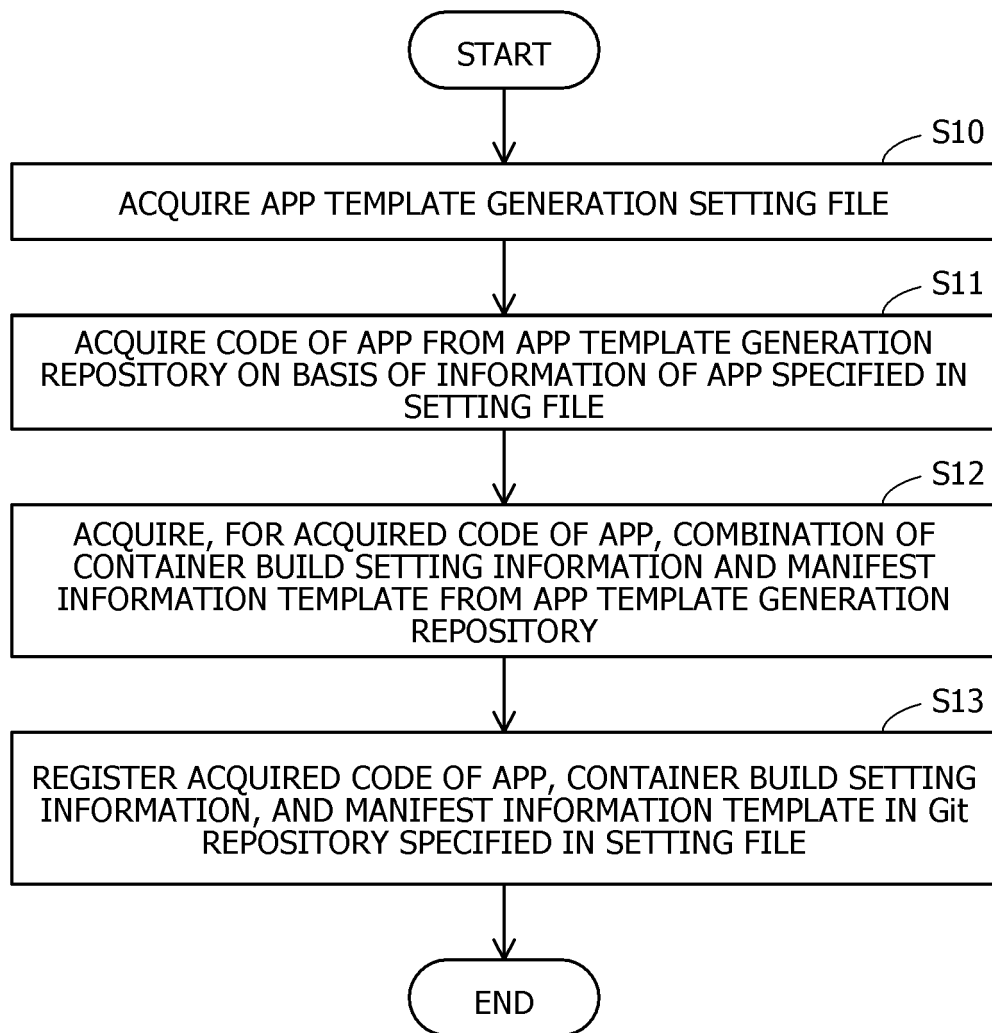 START
S10
ACQUIRE APP TEMPLATE GENERATION SETTING FILE
S11
ACQUIRE CODE OF APP FROM APP TEMPLATE GENERATION
REPOSITORY ON BASIS OF INFORMATION OF APP SPECIFIED IN
SETTING FILE
S12
ACQUIRE, FOR ACQUIRED CODE OF APP, COMBINATION OF
CONTAINER BUILD SETTING INFORMATION AND MANIFEST
INFORMATION TEMPLATE FROM APP TEMPLATE GENERATION
REPOSITORY
S13
REGISTER ACQUIRED CODE OF APP, CONTAINER BUILD SETTING
INFORMATION, AND MANIFEST INFORMATION TEMPLATE IN Git
REPOSITORY SPECIFIED IN SETTING FILE
END